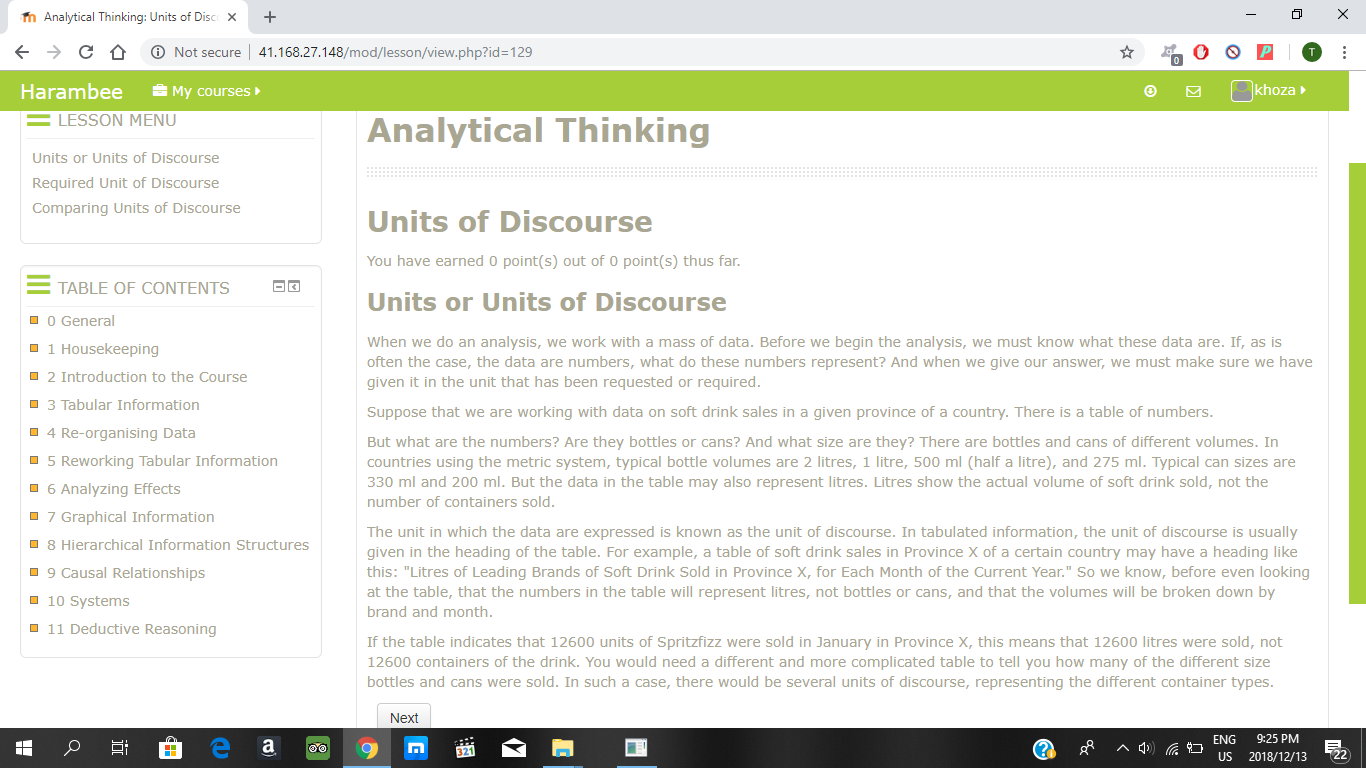 Analytical Thinking: Units of Disc
Not secure | 41.168.27.148/mod/lesson/view.php?id=129
0
T
Harambee
My courses
khoza
LESSON MENU
Units or Units of Discourse
Required Unit of Discourse
Comparing Units of Discourse
TABLE OF CONTENTS
0 General
1 Housekeeping
2 Introduction to the Course
3 Tabular Information
4 Re-organising Data
5 Reworking Tabular Information
6 Analyzing Effects
7 Graphical Information
8 Hierarchical Information Structures
9 Causal Relationships
10 Systems
11 Deductive Reasoning
Analytical Thinking
Units of Discourse
You have earned 0 point(s) out of 0 point(s) thus far.
Units or Units of Discourse
When we do an analysis, we work with a mass of data. Before we begin the analysis, we must know what these data are. If, as is
often the case, the data are numbers, what do these numbers represent? And when we give our answer, we must make sure we have
given it in the unit that has been requested or required.
Suppose that we are working with data on soft drink sales in a given province of a country. There is a table of numbers.
But what are the numbers? Are they bottles or cans? And what size are they? There are bottles and cans of different volumes. In
countries using the metric system, typical bottle volumes are 2 litres, 1 litre, 500 ml (half a litre), and 275 ml. Typical can sizes are
330 ml and 200 ml. But the data in the table may also represent litres. Litres show the actual volume of soft drink sold, not the
number of containers sold.
The unit in which the data are expressed is known as the unit of discourse. In tabulated information, the unit of discourse is usually
given in the heading of the table. For example, a table of soft drink sales in Province X of a certain country may have a heading like
this: "Litres of Leading Brands of Soft Drink Sold in Province X, for Each Month of the Current Year." So we know, before even looking
at the table, that the numbers in the table will represent litres, not bottles or cans, and that the volumes will be broken down by
brand and month.
If the table indicates that 12600 units of Spritzfizz were sold in January in Province X, this means that 12600 litres were sold, not
12600 containers of the drink. You would need a different and more complicated table to tell you how many of the different size
bottles and cans were sold. In such a case, there would be several units of discourse, representing the different container types.
Next
a
321
ENG
US
9:25 PM
2018/12/13
22